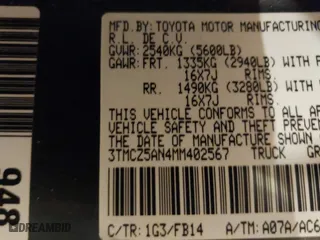 MFD.BY:TOYOTA MOTOR MANUFACTURING
R.L. DE C.V.
GVWR:2540KG (5600LB)
GAWR:FRT. 1335KG (2940LB) WITH
16X7J RIMS.
RR. 1490KG (3280LB) WITH
16X7J RIMS,
THIS VEHICLE CONFORMS TO ALL
VEHICLE SAFETY AND THEFT
THE DATE OF MANUFACTURE SHOWN
3TMCZ5AN4MM402567 TRUCK
C/TR: 1G3/FB14 A/TM: A07A/AC6
948
DREAMBID